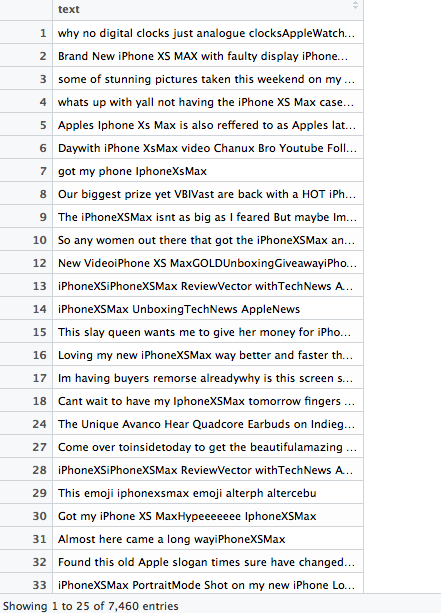 text
1 why no digital clocks just analogue clocksAppleWatch...
2 Brand New iPhone XS MAX with faulty display iPhone...
3 some of stunning pictures taken this weekend on my ...
4 whats up with yall not having the iPhone XS Max case...
5 Apples Iphone Xs Max is also reffered to as Apples lat...
6 Daywith iPhone XsMax video Chanux Bro Youtube Foll...
7 got my phone IphoneXsMax
8 Our biggest prize yet VBIVast are back with a HOT iPh...
9 The iPhoneXSMax isnt as big as I feared But maybe Im...
10 So any women out there that got the iPhoneXSMax an...
12 New VideoiPhone XS MaxGOLDUnboxingGiveawayiPho...
13 iPhoneXSiPhoneXSMax ReviewVector withTechNews A...
14 iPhoneXSMax UnboxingTechNews AppleNews
15 This slay queen wants me to give her money for iPho...
16 Loving my new iPhoneXSMax way better and faster th...
17 Im having buyers remorse alreadywhy is this screen s...
18 Cant wait to have my IphoneXSMax tomorrow fingers ...
24 The Unique Avanco Hear Quadcore Earbuds on Indieg...
27 Come over toinsidetoday to get the beautifulamazing ...
28 iPhoneXSiPhoneXSMax ReviewVector withTechNews A...
29 This emoji iphonexsmax emoji alterph altercebu
30 Got my iPhone XS MaxHypeeeeeee IphoneXSMax
31 Almost here came a long wayiPhoneXSMax
32 Found this old Apple slogan times sure have changed...
33 iPhoneXSMax PortraitMode Shot on my new iPhone Lo...
Showing 1 to 25 of 7,460 entries